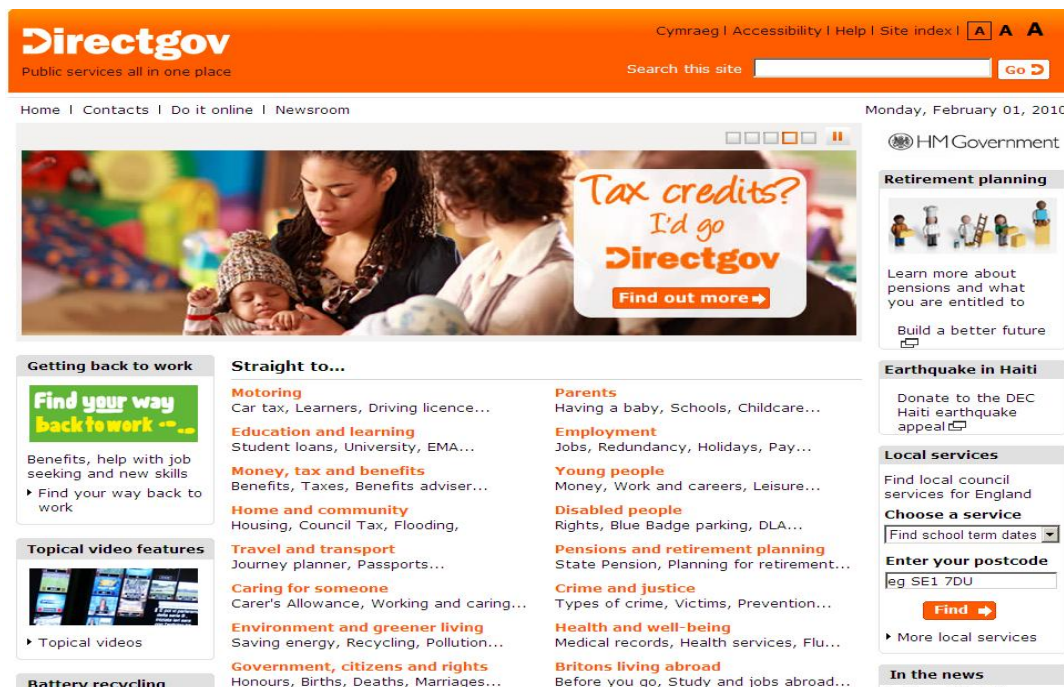 Directgov
Public services all in one place
Cymraeg | Accessibility | Help | Site index | A A A
Search this site
Go
Home | Contacts | Do it online | Newsroom
Monday, February 01, 2010
HM Government
Tax credits?
I'd go
Directgov
Find out more
Getting back to work
Find your way
back to work
Benefits, help with job
seeking and new skills
Find your way back to
work
Topical video features
Topical videos
Battery recycling
Straight to...
Motoring
Car tax, Learners, Driving licence...
Education and learning
Student loans, University, EMA...
Money, tax and benefits
Benefits, Taxes, Benefits adviser...
Home and community
Housing, Council Tax, Flooding,
Travel and transport
Journey planner, Passports...
Caring for someone
Carer's Allowance, Working and caring...
Environment and greener living
Saving energy, Recycling, Pollution...
Government, citizens and rights
Honours, Births, Deaths, Marriages...
Parents
Having a baby, Schools, Childcare...
Employment
Jobs, Redundancy, Holidays, Pay...
Young people
Money, Work and careers, Leisure...
Disabled people
Rights, Blue Badge parking, DLA...
Pensions and retirement planning
State Pension, Planning for retirement...
Crime and justice
Types of crime, Victims, Prevention...
Health and well-being
Medical records, Health services, Flu...
Britons living abroad
Before you go, Study and jobs abroad...
Retirement planning
Learn more about
pensions and what
you are entitled to
Build a better future
Earthquake in Haiti
Donate to the DEC
Haiti earthquake
appeal
Local services
Find local council
services for England
Choose a service
Find school term dates
Enter your postcode
eg SE1 7DU
Find
More local services
In the news